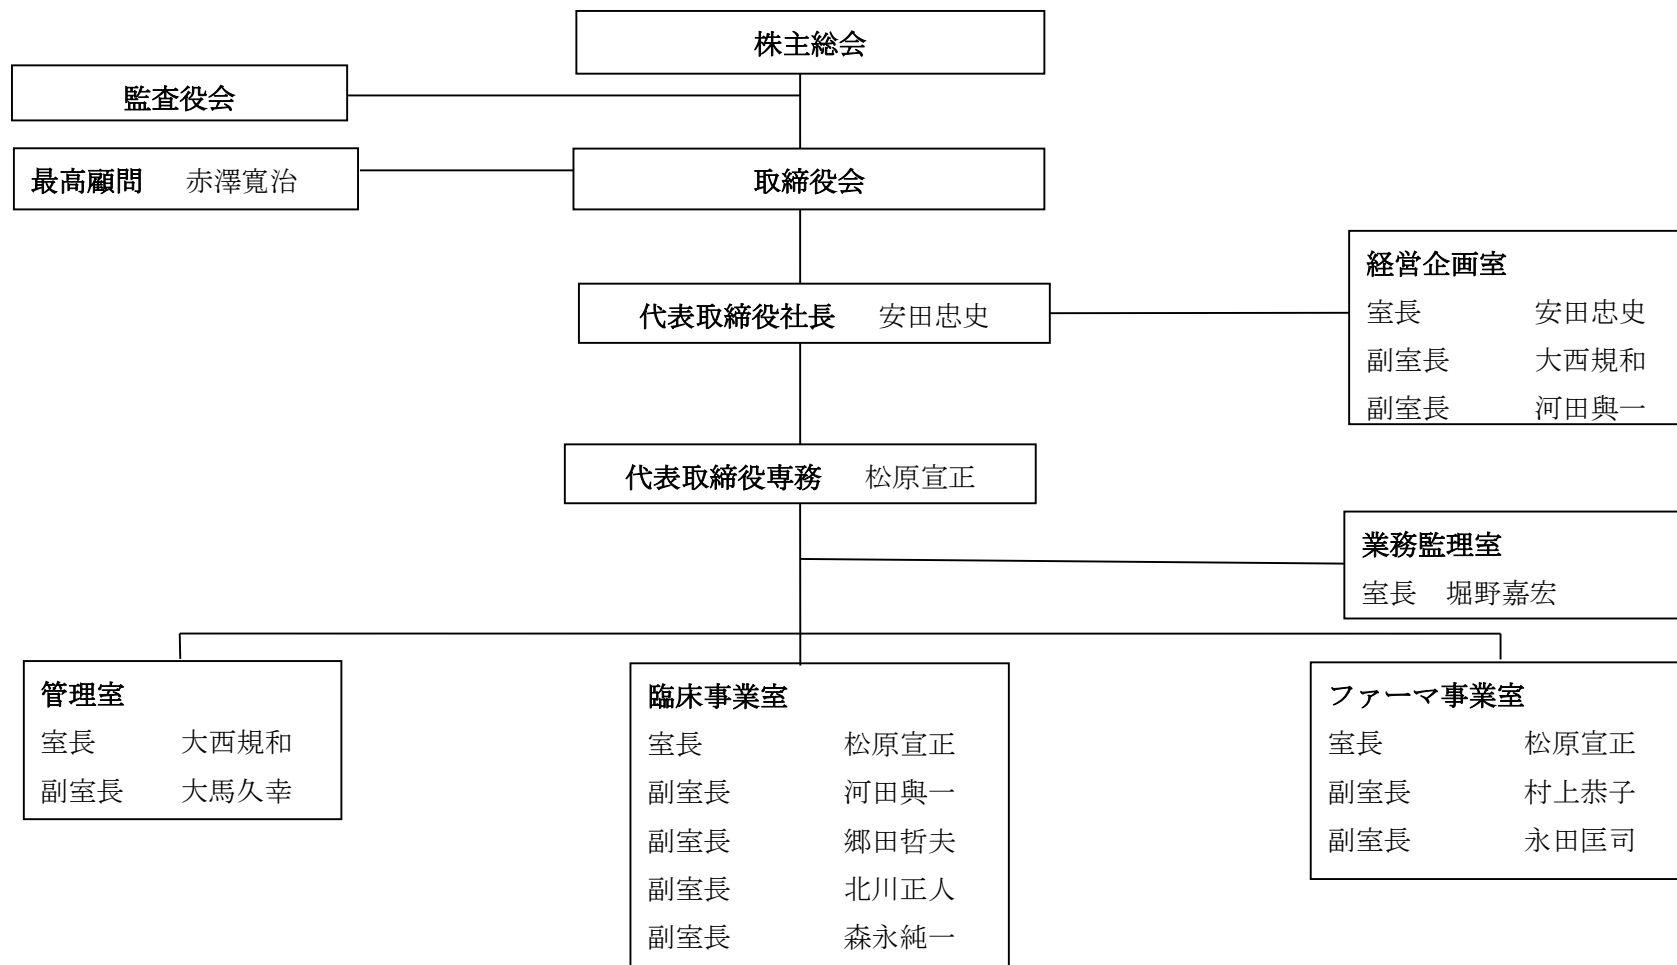 株主総会
監査役会
最高顧問 赤澤寛治
取締役会
代表取締役社長 安田忠史
経営企画室
室長 安田忠史
副室長 大西規和
副室長 河田與一
代表取締役専務 松原宣正
業務監理室
室長 堀野嘉宏
管理室
室長 大西規和
副室長 大馬久幸
臨床事業室
室長 松原宣正
副室長 河田與一
副室長 郷田哲夫
副室長 北川正人
副室長 森永純一
ファーマ事業室
室長 松原宣正
副室長 村上恭子
副室長 永田匡司